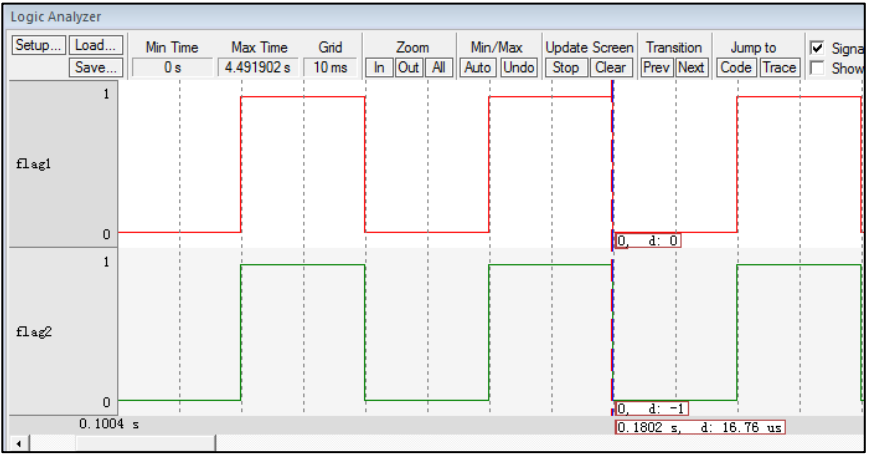 Logic Analyzer
Setup... Load... Min Time Max Time Grid Zoom Min/Max Update Screen Transition Jump to Signa
Save... 0 s 4.491902 s 10 ms In Out All Auto Undo Stop Clear Prev Next Code Trace Show
1
flag1
0
0, d: 0
1
flag2
0
0, d: -1
0.1004 s
0.1802 s, d: 16.76 us